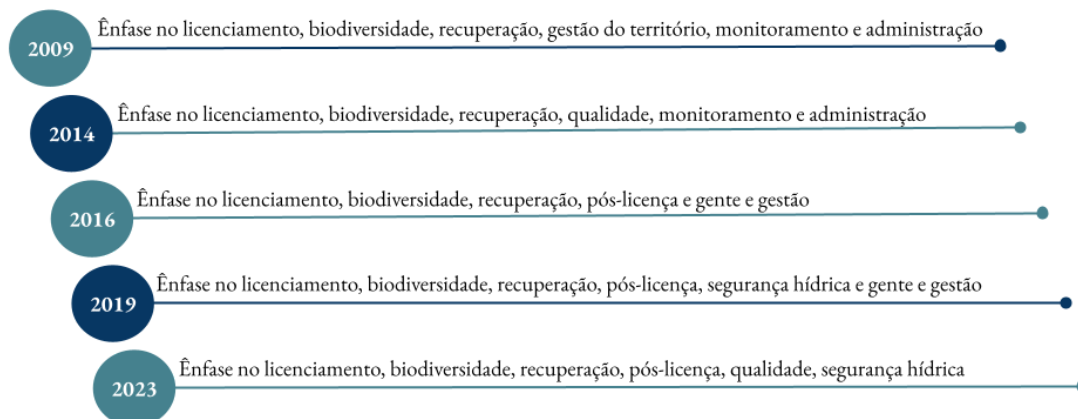 Ênfase no licenciamento, biodiversidade, recuperação, gestão do território, monitoramento e administração
2009
Ênfase no licenciamento, biodiversidade, recuperação, qualidade, monitoramento e administração
2014
Ênfase no licenciamento, biodiversidade, recuperação, pós-licença e gente e gestão
2016
Ênfase no licenciamento, biodiversidade, recuperação, pós-licença, segurança hídrica e gente e gestão
2019
Ênfase no licenciamento, biodiversidade, recuperação, pós-licença, qualidade, segurança hídrica
2023